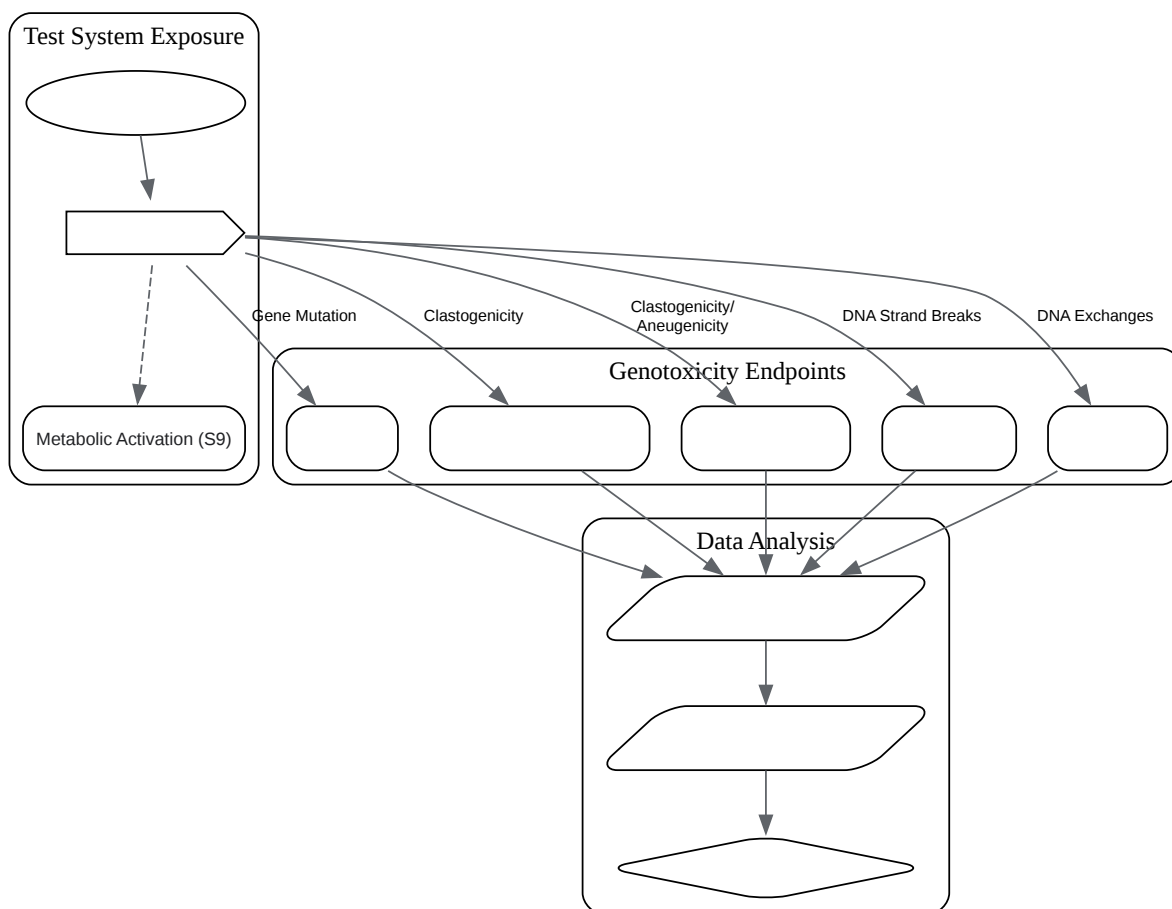 Test System Exposure
Gene Mutation
Clastogenicity
Clastogenicity/
Aneugenicity
DNA Strand Breaks
DNA Exchanges
Genotoxicity Endpoints
Metabolic Activation (S9)
Data Analysis